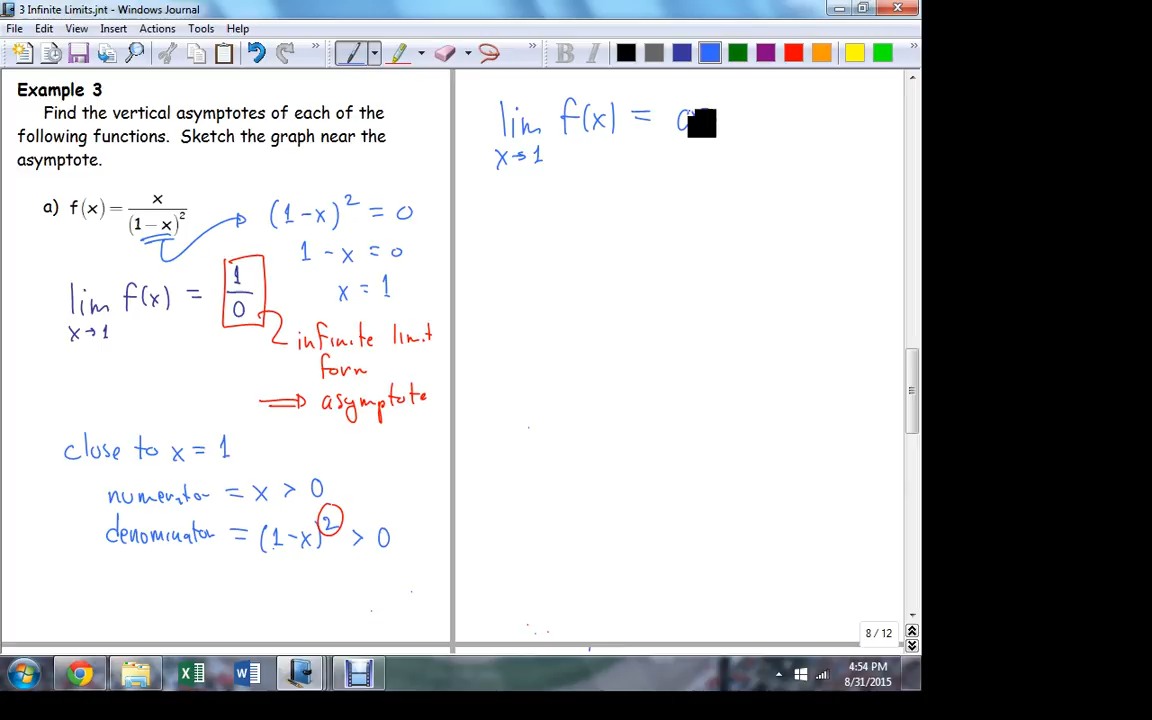 3 Infinite Limits.jnt - Windows Journal
File Edit View Insert Actions Tools Help
B I
Example 3
Find the vertical asymptotes of each of the
following functions. Sketch the graph near the
asymptote.
a) f(x) = x / (1 − x)²
(1 - x)² = 0
1 - x = 0
x = 1
lim f(x) = 1/0
x → 1
infinite limit
form
⟹ asymptote
close to x = 1
numerator = x > 0
denominator = (1 - x)² > 0
lim f(x) =
x → 1
8 / 12
4:54 PM
8/31/2015